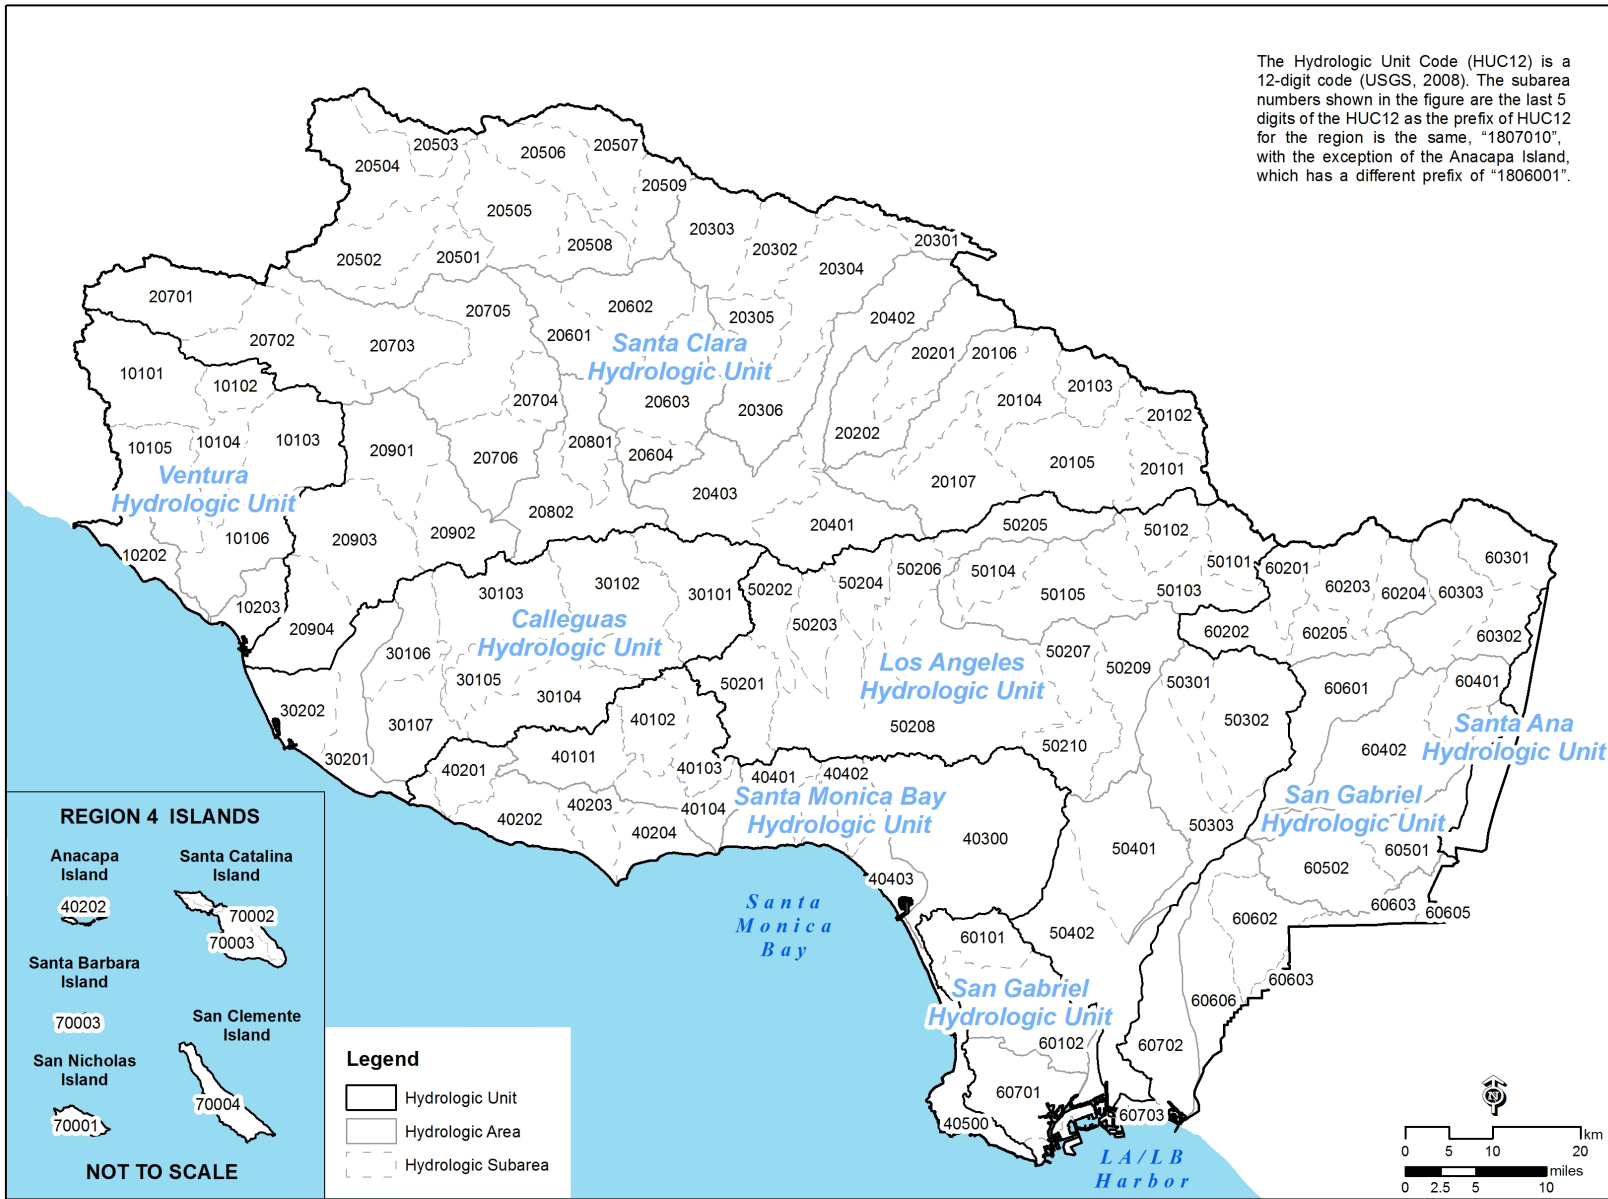 The Hydrologic Unit Code (HUC12) is a
12-digit code (USGS, 2008). The subarea
numbers shown in the figure are the last 5
digits of the HUC12 as the prefix of HUC12
for the region is the same, “1807010”,
with the exception of the Anacapa Island,
which has a different prefix of “1806001”.
20503
20504
20506
20507
20509
20505
20303
20508
20302
20301
20502
20501
20304
20701
20705
20602
20305
20402
20702
20703
20601
Santa Clara
Hydrologic Unit
20201
20106
10101
10102
20704
20603
20306
20104
20103
20102
10105
10104
10103
20901
20706
20801
20604
20202
20105
20101
Ventura
Hydrologic Unit
20403
20107
20802
20401
50205
50102
10202
10106
20903
20902
50101
60201
60301
10203
20904
30103
30102
30101
50202
50204
50206
50104
50105
50103
60203
60204
60303
Calleguas
Hydrologic Unit
50203
60202
60205
60302
30106
30105
30104
50201
Los Angeles
Hydrologic Unit
50207
50209
50301
60601
60401
30202
30107
40102
50208
50302
Santa Ana
Hydrologic Unit
30201
40201
40101
40103
40401
40402
50210
60402
40202
40203
40204
40104
Santa Monica Bay
Hydrologic Unit
40300
50401
50303
San Gabriel
Hydrologic Unit
60502
60501
40403
60602
60603
60605
60101
50402
60603
60606
San Gabriel
Hydrologic Unit
60102
60702
60701
60703
40500
Santa
Monica
Bay
LA/LB
Harbor
REGION 4 ISLANDS
Anacapa
Island
40202
Santa Catalina
Island
70002
70003
Santa Barbara
Island
70003
San Clemente
Island
70004
San Nicholas
Island
70001
NOT TO SCALE
Legend
Hydrologic Unit
Hydrologic Area
Hydrologic Subarea
N
km
0 5 10 20
miles
0 2.5 5 10